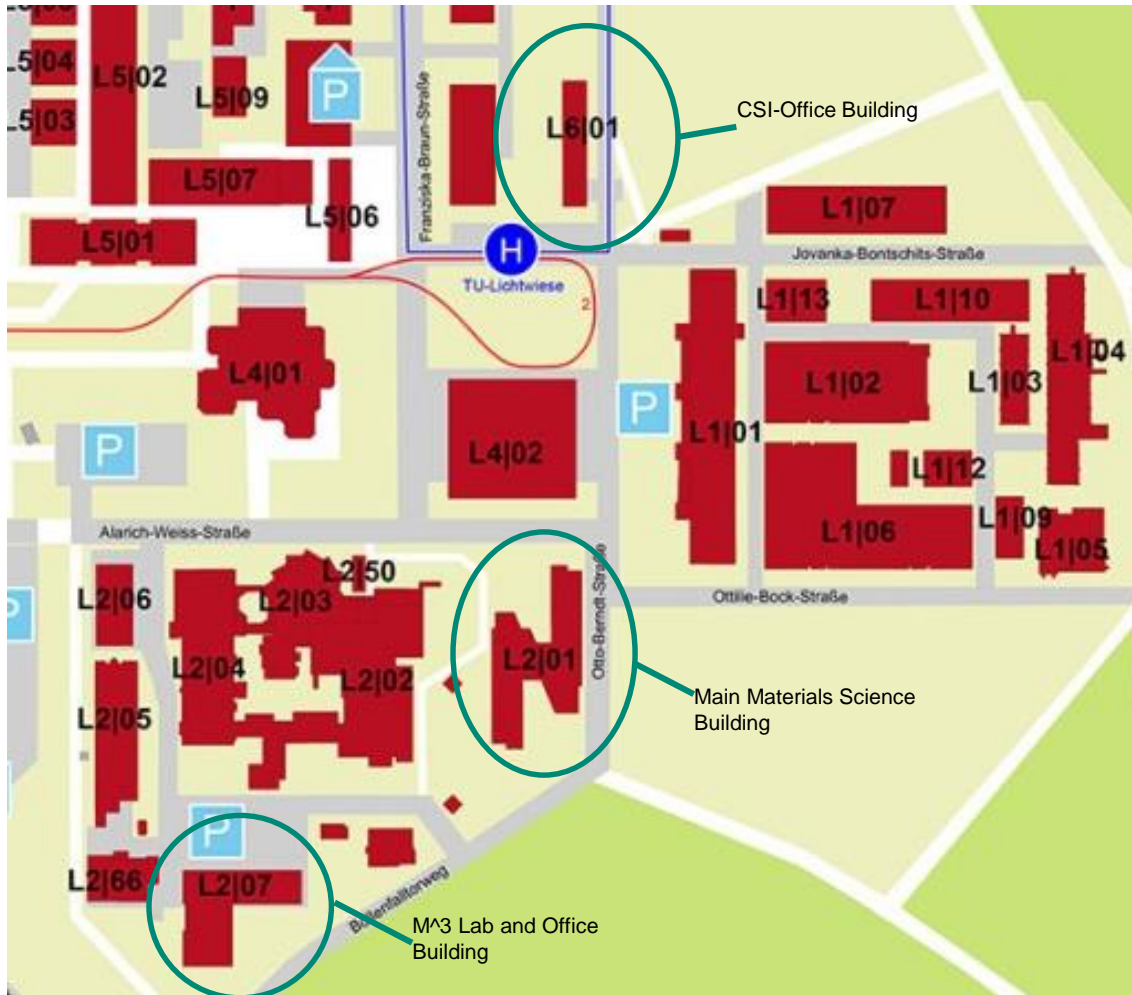 L5|04
L5|02
L5|09
P
L5|03
L5|07
L5|06
L5|01
Franziska-Braun-Straße
L6|01
CSI-Office Building
L1|07
Jovanka-Bontschits-Straße
H
TU-Lichtwiese
2
L1|13
L1|10
L4|01
L1|02
L1|03
L1|04
P
L1|01
P
L4|02
L1|12
L1|06
L1|09
L1|05
Alarich-Weiss-Straße
Otto-Berndt-Straße
Ottilie-Bock-Straße
L2|50
L2|06
L2|03
P
L2|04
L2|02
L2|01
L2|05
Main Materials Science
Building
P
L2|66
L2|07
Böllenfalltorweg
M^3 Lab and Office
Building